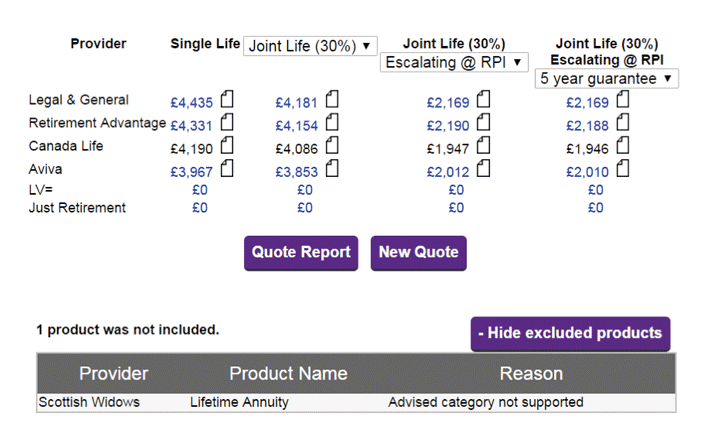 Provider Single Life Joint Life (30%) ▼ Joint Life (30%) Joint Life (30%)
Escalating @ RPI ▼ Escalating @ RPI
5 year guarantee ▼
Legal & General £4,435 £4,181 £2,169 £2,169
Retirement Advantage £4,331 £4,154 £2,190 £2,188
Canada Life £4,190 £4,086 £1,947 £1,946
Aviva £3,967 £3,853 £2,012 £2,010
LV= £0 £0 £0 £0
Just Retirement £0 £0 £0 £0
Quote Report New Quote
1 product was not included. - Hide excluded products
Provider Product Name Reason
Scottish Widows Lifetime Annuity Advised category not supported